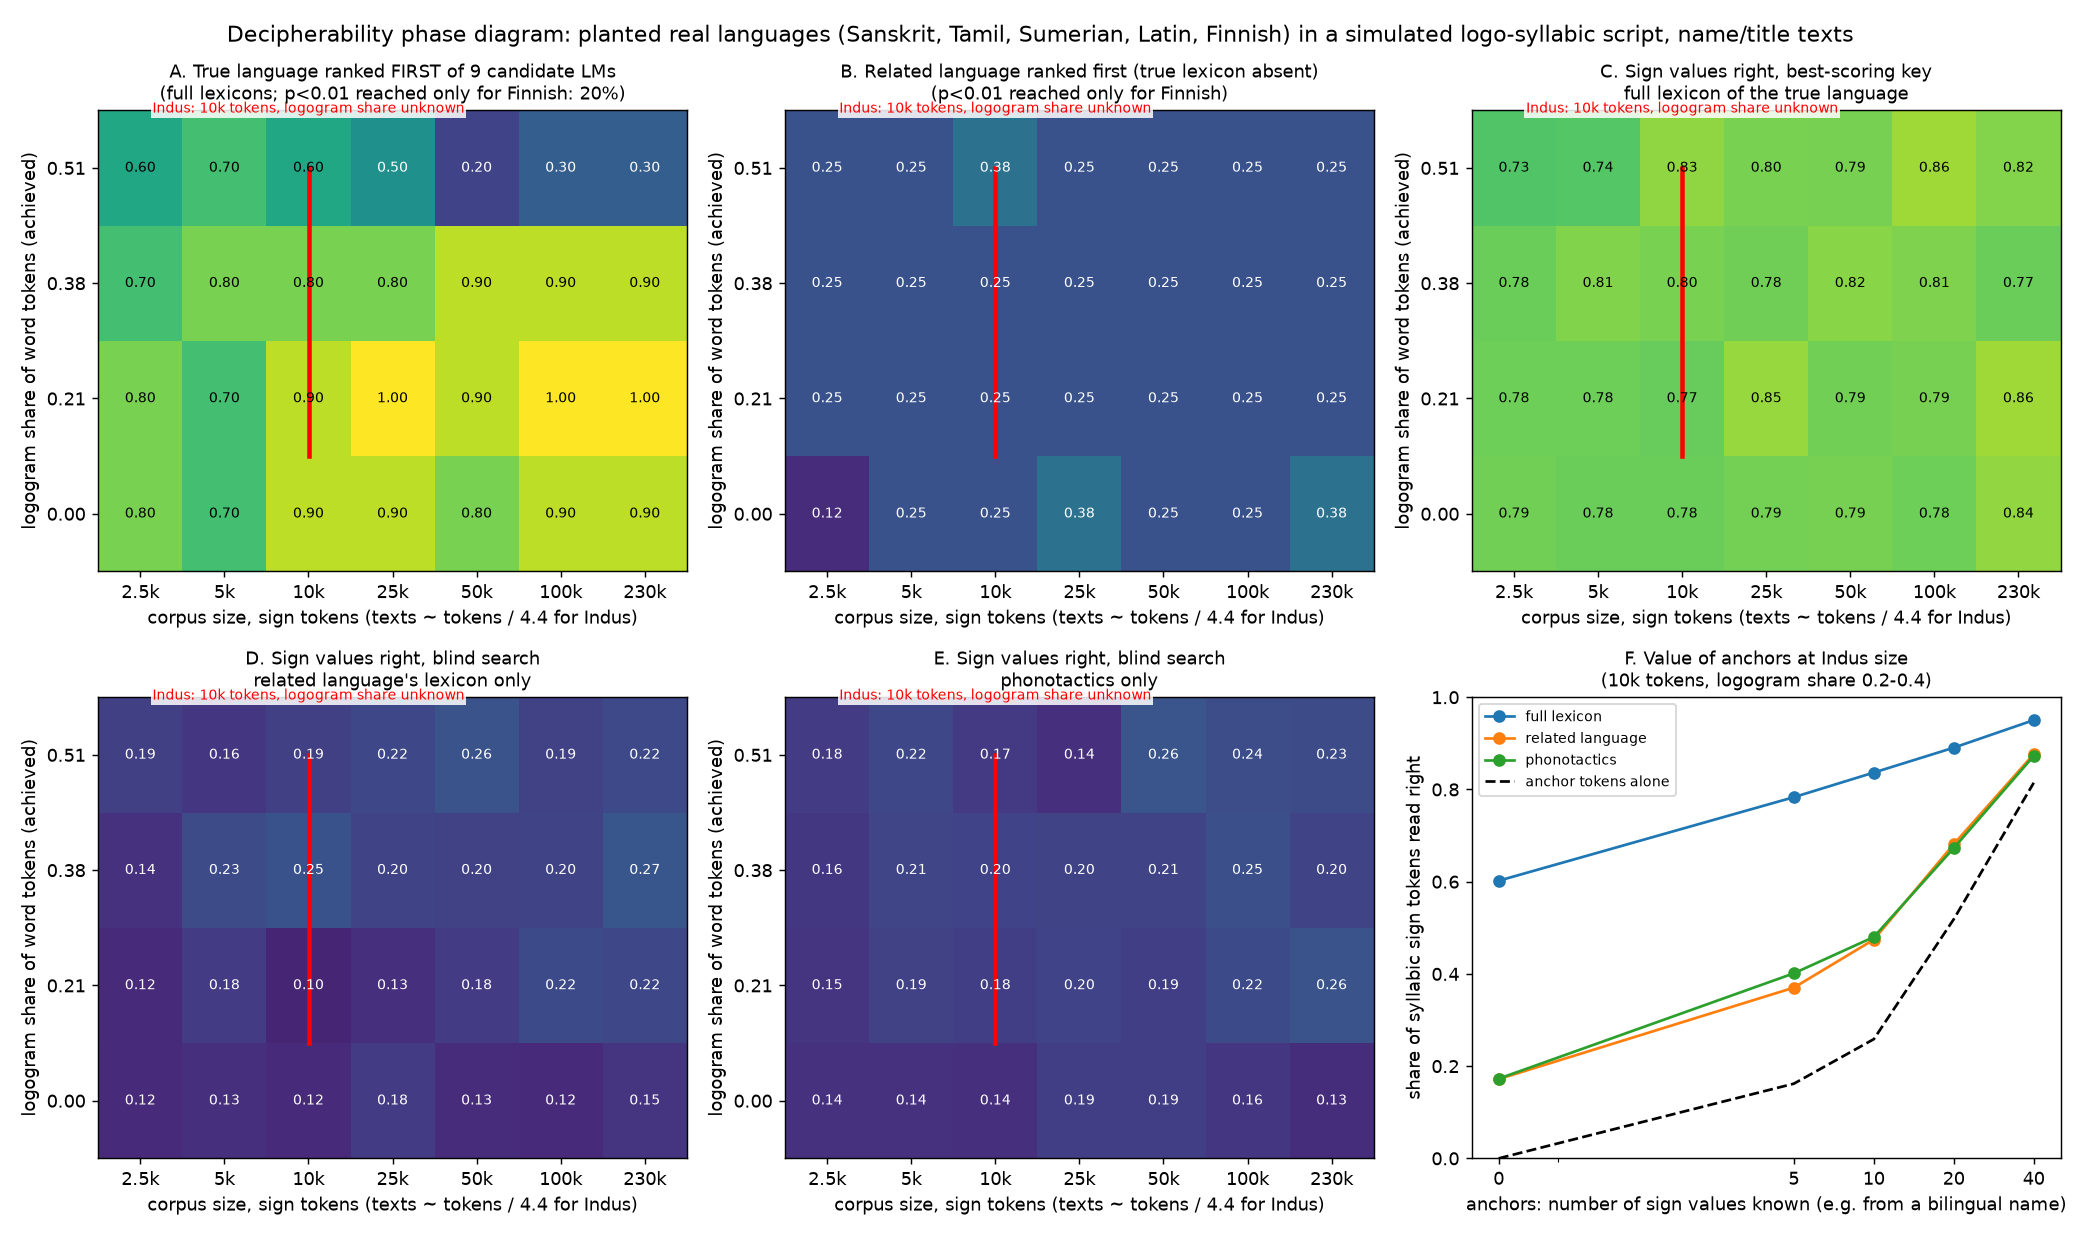 Decipherability phase diagram: planted real languages (Sanskrit, Tamil, Sumerian, Latin, Finnish) in a simulated logo-syllabic script, name/title texts
A. True language ranked FIRST of 9 candidate LMs
(full lexicons; p<0.01 reached only for Finnish: 20%)
Indus: 10k tokens, logogram share unknown
logogram share of word tokens (achieved)
0.51 0.60 0.70 0.60 0.50 0.20 0.30 0.30
0.38 0.70 0.80 0.80 0.80 0.90 0.90 0.90
0.21 0.80 0.70 0.90 1.00 0.90 1.00 1.00
0.00 0.80 0.70 0.90 0.90 0.80 0.90 0.90
2.5k 5k 10k 25k 50k 100k 230k
corpus size, sign tokens (texts ~ tokens / 4.4 for Indus)
B. Related language ranked first (true lexicon absent)
(p<0.01 reached only for Finnish)
Indus: 10k tokens, logogram share unknown
logogram share of word tokens (achieved)
0.51 0.25 0.25 0.38 0.25 0.25 0.25 0.25
0.38 0.25 0.25 0.25 0.25 0.25 0.25 0.25
0.21 0.25 0.25 0.25 0.25 0.25 0.25 0.25
0.00 0.12 0.25 0.25 0.38 0.25 0.25 0.38
2.5k 5k 10k 25k 50k 100k 230k
corpus size, sign tokens (texts ~ tokens / 4.4 for Indus)
C. Sign values right, best-scoring key
full lexicon of the true language
Indus: 10k tokens, logogram share unknown
logogram share of word tokens (achieved)
0.51 0.73 0.74 0.83 0.80 0.79 0.86 0.82
0.38 0.78 0.81 0.80 0.78 0.82 0.81 0.77
0.21 0.78 0.78 0.77 0.85 0.79 0.79 0.86
0.00 0.79 0.78 0.78 0.79 0.79 0.78 0.84
2.5k 5k 10k 25k 50k 100k 230k
corpus size, sign tokens (texts ~ tokens / 4.4 for Indus)
D. Sign values right, blind search
related language's lexicon only
Indus: 10k tokens, logogram share unknown
logogram share of word tokens (achieved)
0.51 0.19 0.16 0.19 0.22 0.26 0.19 0.22
0.38 0.14 0.23 0.25 0.20 0.20 0.20 0.27
0.21 0.12 0.18 0.10 0.13 0.18 0.22 0.22
0.00 0.12 0.13 0.12 0.18 0.13 0.12 0.15
2.5k 5k 10k 25k 50k 100k 230k
corpus size, sign tokens (texts ~ tokens / 4.4 for Indus)
E. Sign values right, blind search
phonotactics only
Indus: 10k tokens, logogram share unknown
logogram share of word tokens (achieved)
0.51 0.18 0.22 0.17 0.14 0.26 0.24 0.23
0.38 0.16 0.21 0.20 0.20 0.21 0.25 0.20
0.21 0.15 0.19 0.18 0.20 0.19 0.22 0.26
0.00 0.14 0.14 0.14 0.19 0.19 0.16 0.13
2.5k 5k 10k 25k 50k 100k 230k
corpus size, sign tokens (texts ~ tokens / 4.4 for Indus)
F. Value of anchors at Indus size
(10k tokens, logogram share 0.2-0.4)
share of syllabic sign tokens read right
1.0
0.8
0.6
0.4
0.2
0.0
full lexicon
related language
phonotactics
anchor tokens alone
0 5 10 20 40
anchors: number of sign values known (e.g. from a bilingual name)